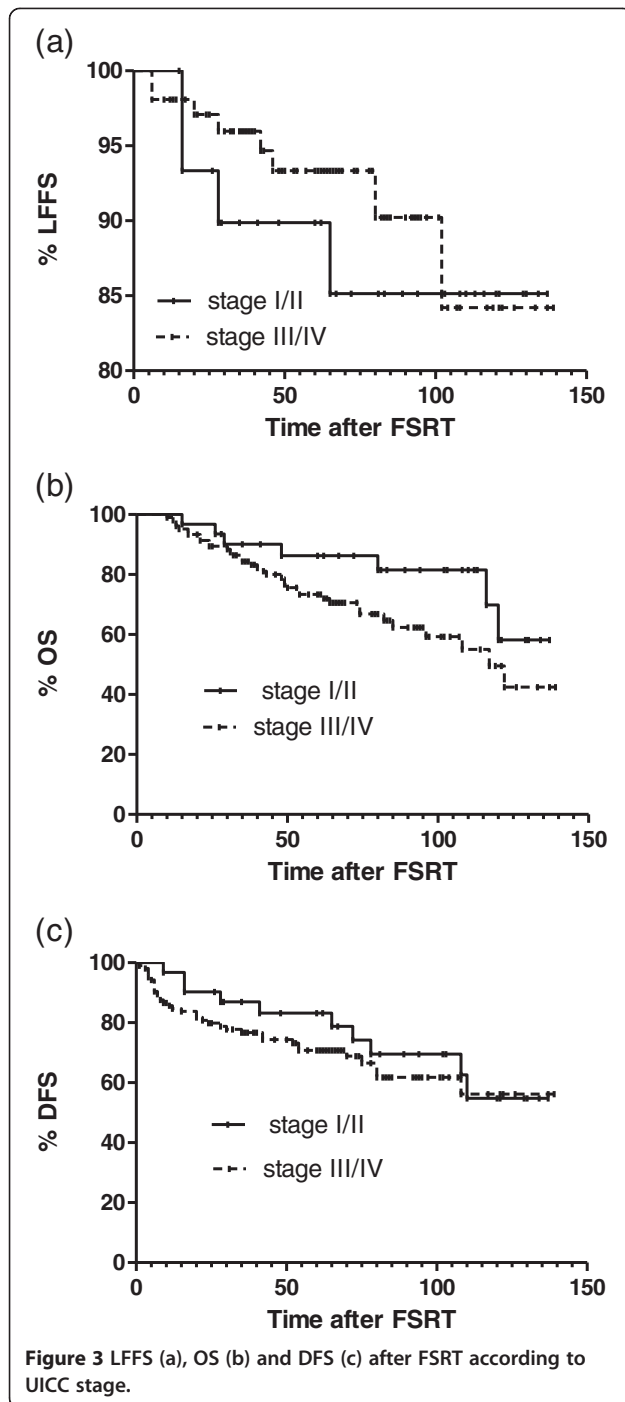 (a)
100
95
90
85
80
% LFFS
stage I/II
stage III/IV
0 50 100 150
Time after FSRT
(b)
100
80
60
40
20
0
% OS
stage I/II
stage III/IV
0 50 100 150
Time after FSRT
(c)
100
80
60
40
20
0
% DFS
stage I/II
stage III/IV
0 50 100 150
Time after FSRT
Figure 3 LFFS (a), OS (b) and DFS (c) after FSRT according to
UICC stage.